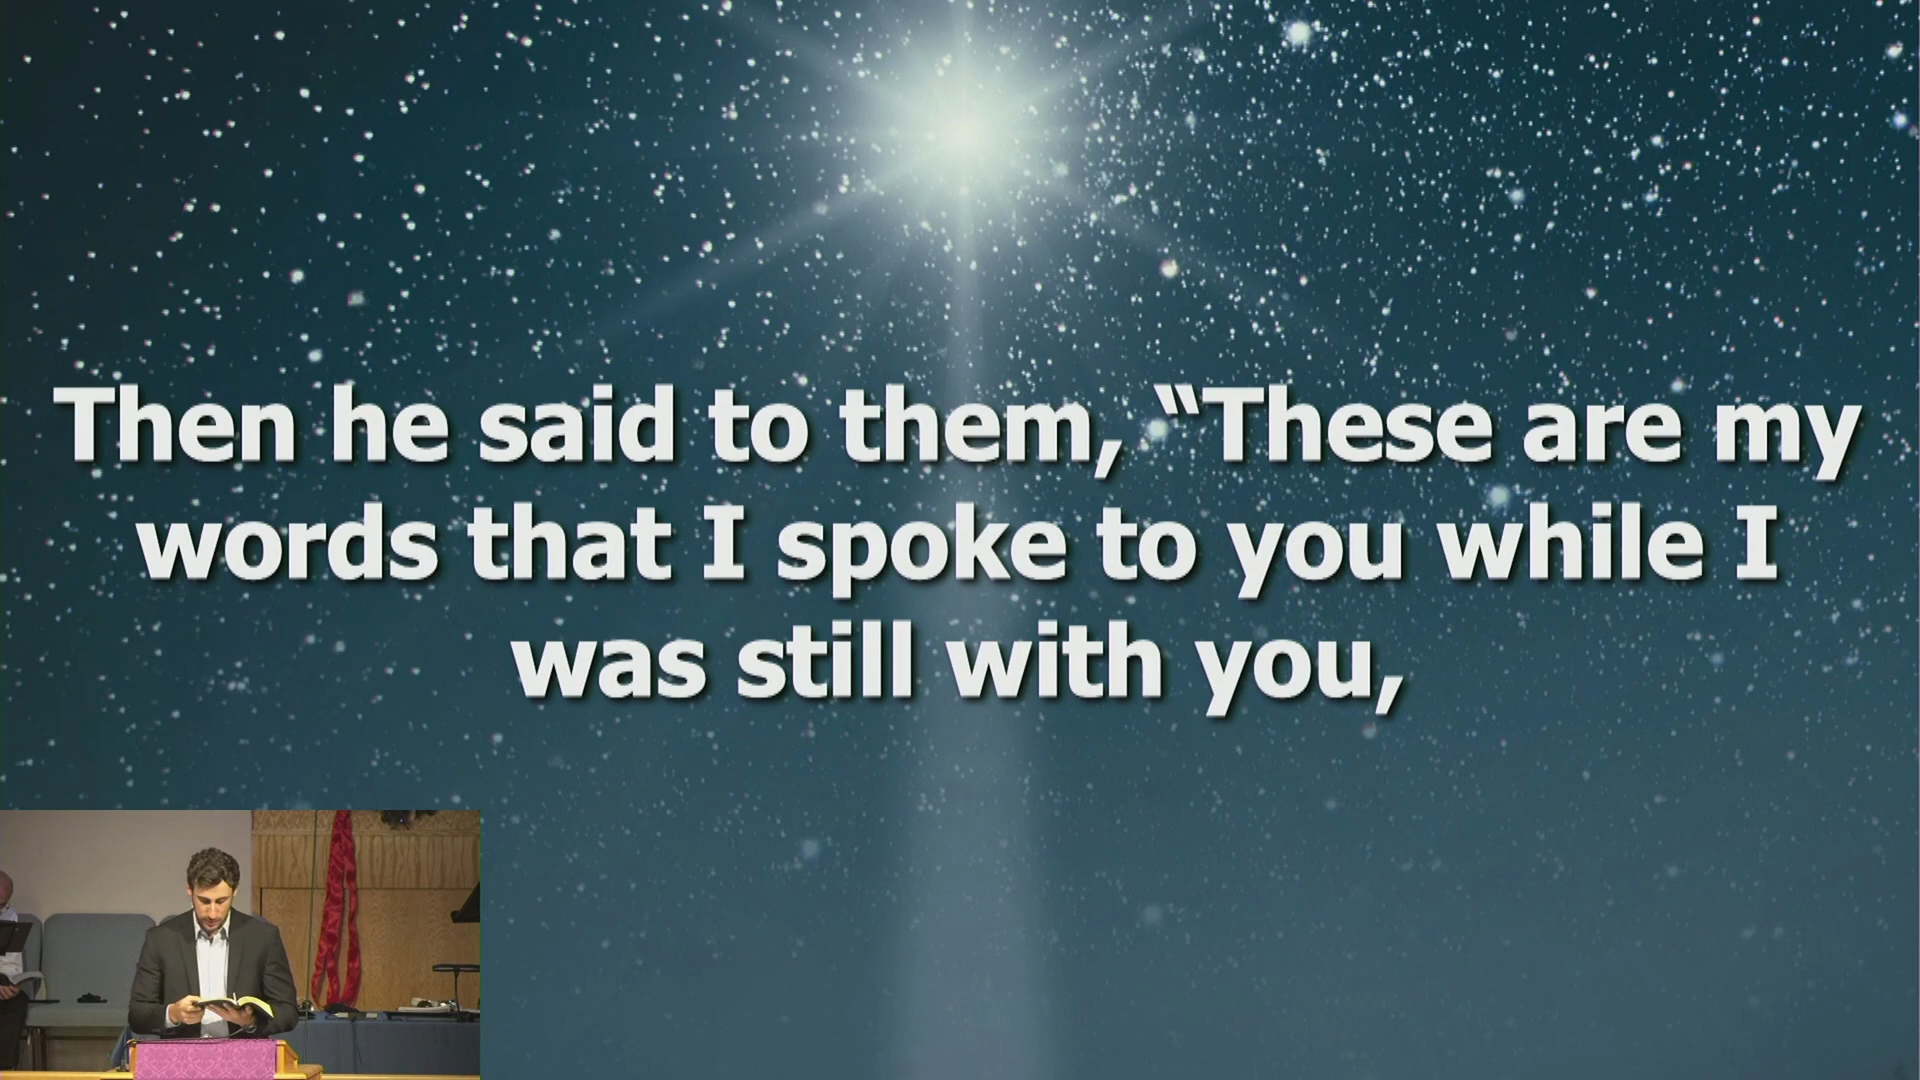 Then he said to them, “These are my
words that I spoke to you while I
was still with you,